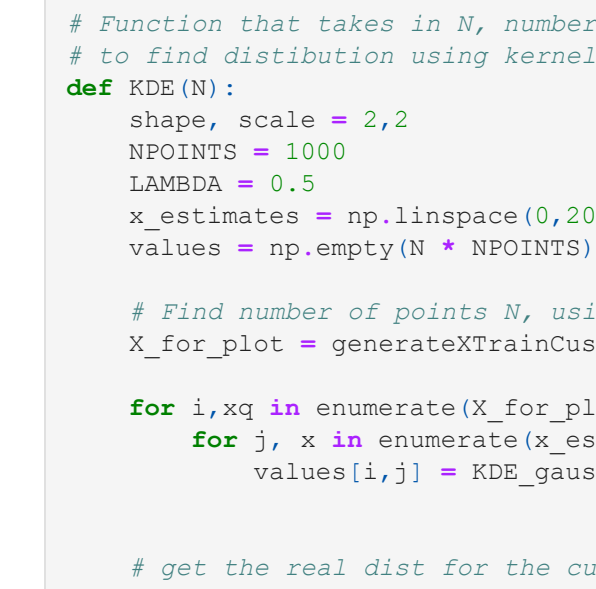 # Function that takes in N, number
# to find distibution using kernel
def KDE(N):
    shape, scale = 2,2
    NPOINTS = 1000
    LAMBDA = 0.5
    x_estimates = np.linspace(0,20
    values = np.empty(N * NPOINTS)
    # Find number of points N, usi
    X_for_plot = generateXTrainCus
    for i,xq in enumerate(X_for_pl
        for j, x in enumerate(x_es
            values[i,j] = KDE_gaus
    # get the real dist for the cu